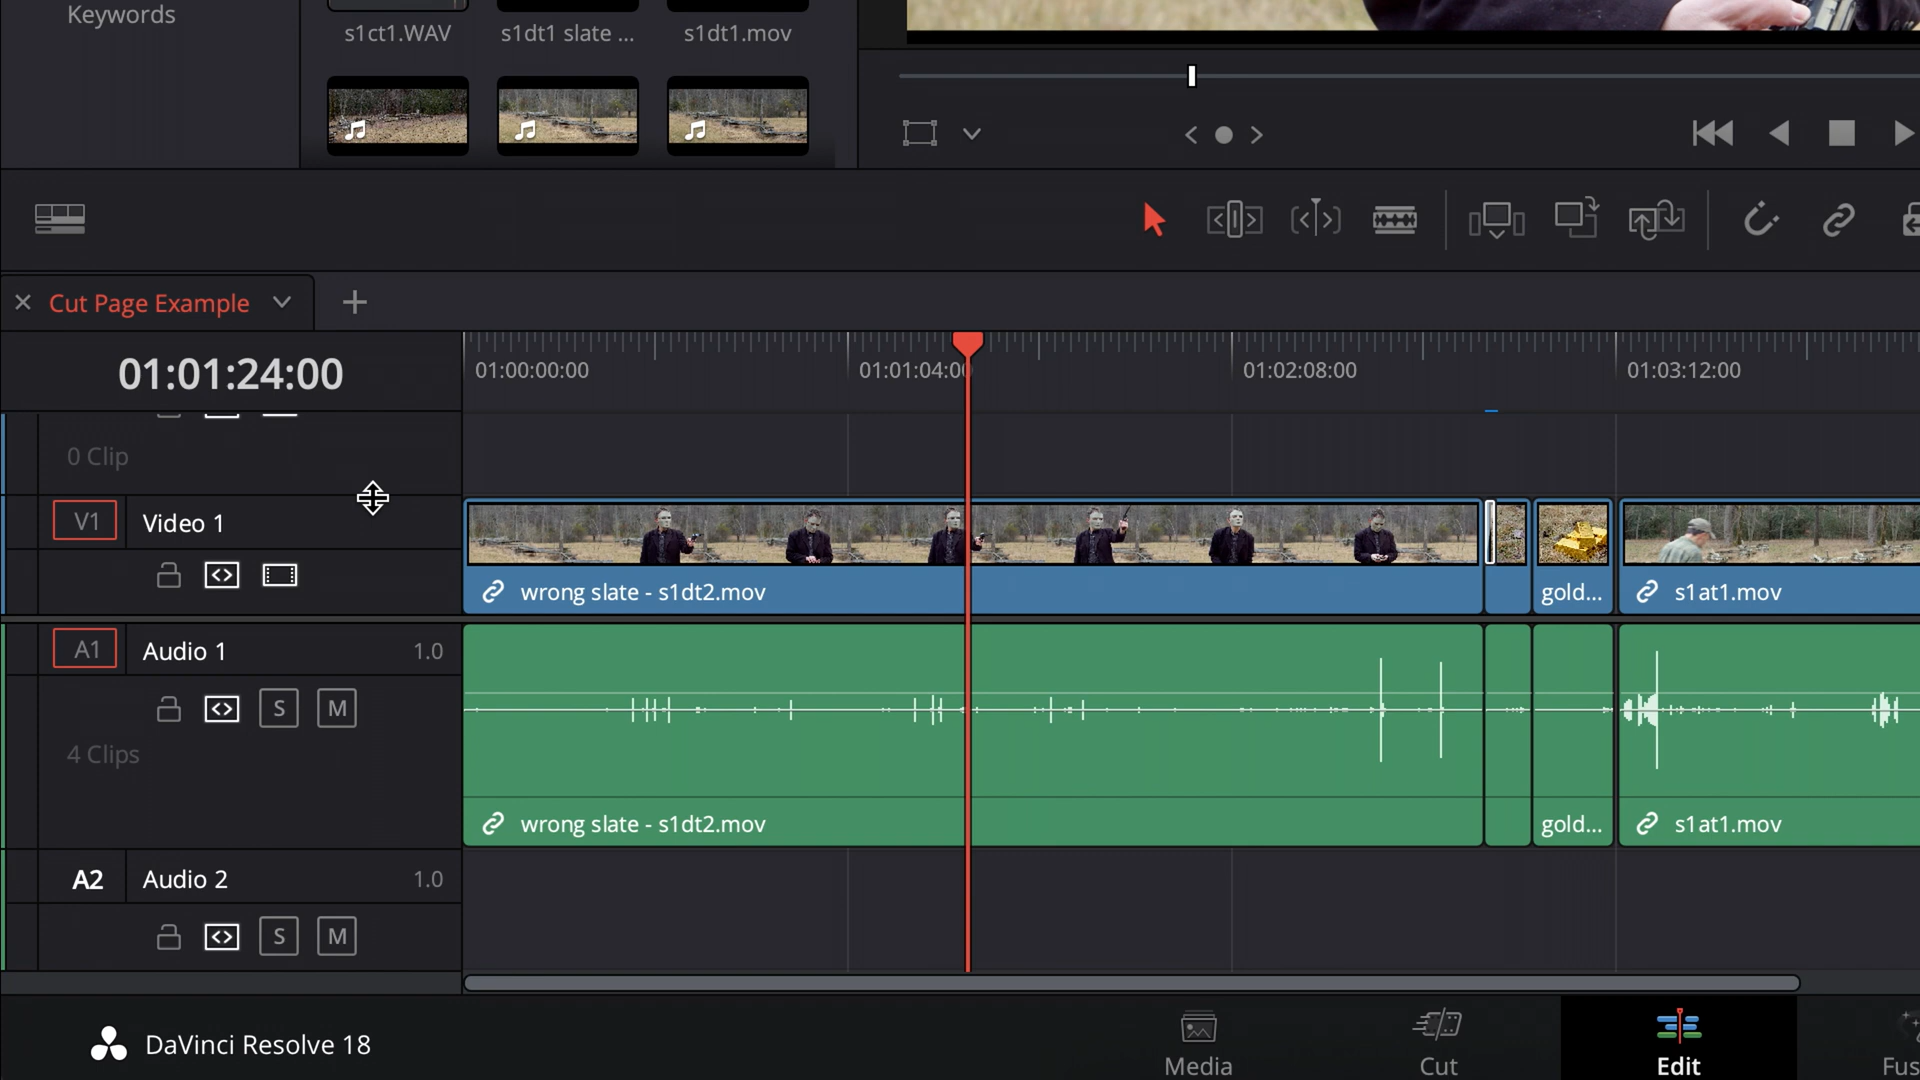 Keywords
s1ct1.WAV
s1dt1 slate ...
s1dt1.mov
Cut Page Example
01:01:24:00
01:00:00:00
01:01:04:00
01:02:08:00
01:03:12:00
0 Clip
V1
Video 1
wrong slate - s1dt2.mov
gold...
s1at1.mov
A1
Audio 1
1.0
S
M
4 Clips
wrong slate - s1dt2.mov
gold...
s1at1.mov
A2
Audio 2
1.0
S
M
DaVinci Resolve 18
Media
Cut
Edit
Fus